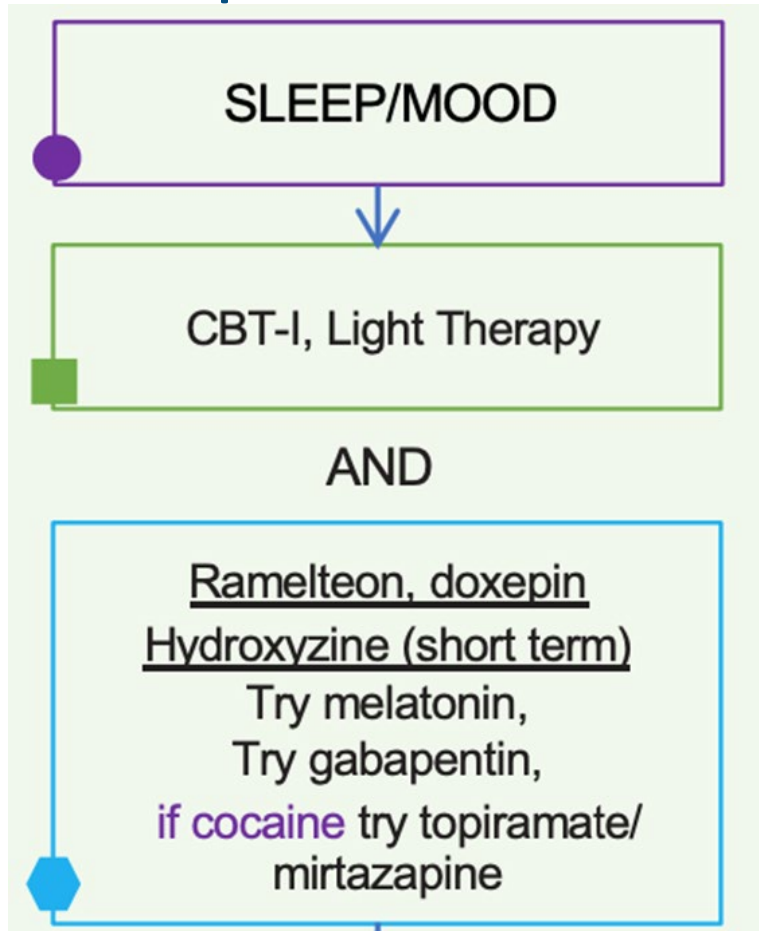 SLEEP/MOOD
CBT-I, Light Therapy
AND
Ramelteon, doxepin
Hydroxyzine (short term)
Try melatonin,
Try gabapentin,
if cocaine try topiramate/
mirtazapine